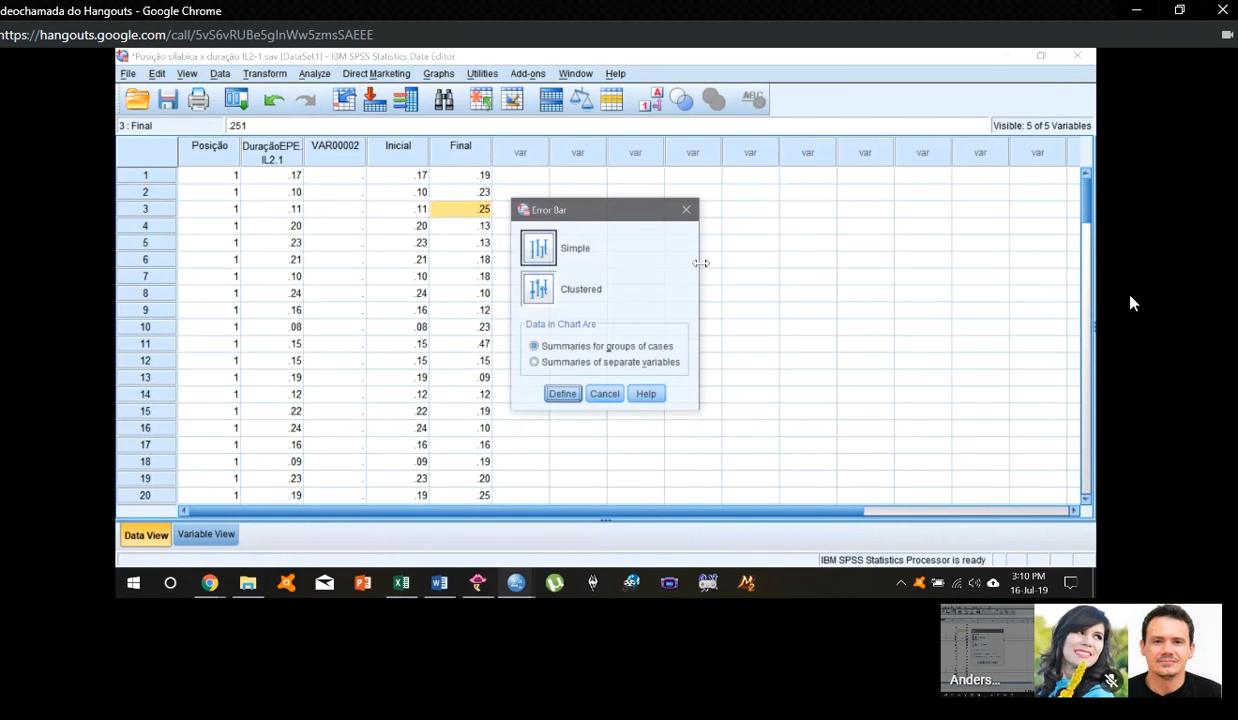 deochamada do Hangouts - Google Chrome
https://hangouts.google.com/call/5vS6vRUBe5gInWw5zmsSAEEE
*Posição silabica x duração IL2-1.sav [DataSet1] - IBM SPSS Statistics Data Editor
File Edit View Data Transform Analyze Direct Marketing Graphs Utilities Add-ons Window Help
3 : Final .251 Visible: 5 of 5 Variables
Posição DuraçãoEPE. VAR00002 Inicial Final var var var var var var var var var var
IL2.1
1 1 .17 . .17 .19
2 1 .10 . .10 .23
3 1 .11 . .11 .25
4 1 .20 . .20 .13
5 1 .23 . .23 .13
6 1 .21 . .21 .18
7 1 .10 . .10 .18
8 1 .24 . .24 .10
9 1 .16 . .16 .12
10 1 .08 . .08 .23
11 1 .15 . .15 .47
12 1 .15 . .15 .15
13 1 .19 . .19 .09
14 1 .12 . .12 .12
15 1 .22 . .22 .19
16 1 .24 . .24 .10
17 1 .16 . .16 .16
18 1 .09 . .09 .19
19 1 .23 . .23 .20
20 1 .19 . .19 .25
Error Bar
Simple
Clustered
Data in Chart Are
Summaries for groups of cases
Summaries of separate variables
Define Cancel Help
Data View Variable View
IBM SPSS Statistics Processor is ready
3:10 PM
16-Jul-19
Anders...